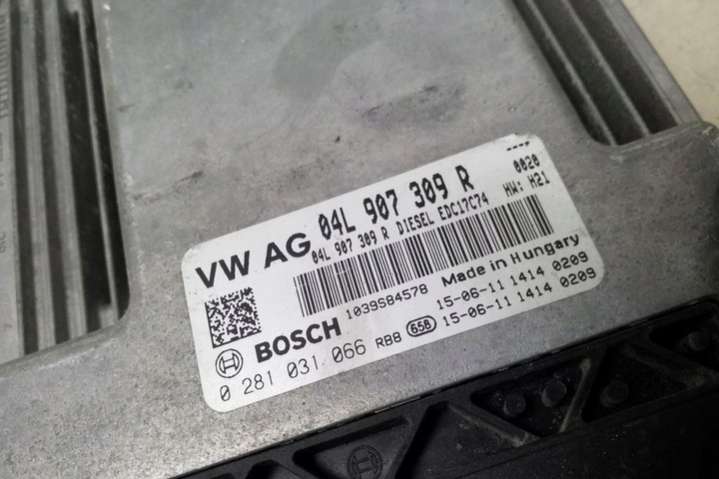 VW AG 04L 907 309 R
04L 907 309 R DIESEL EDC17C74
0020
HW: H21
1039S84578
Made in Hungary
BOSCH
RBB 658
15-06-11 1414 0209
15-06-11 1414 0209
0 281 031 066